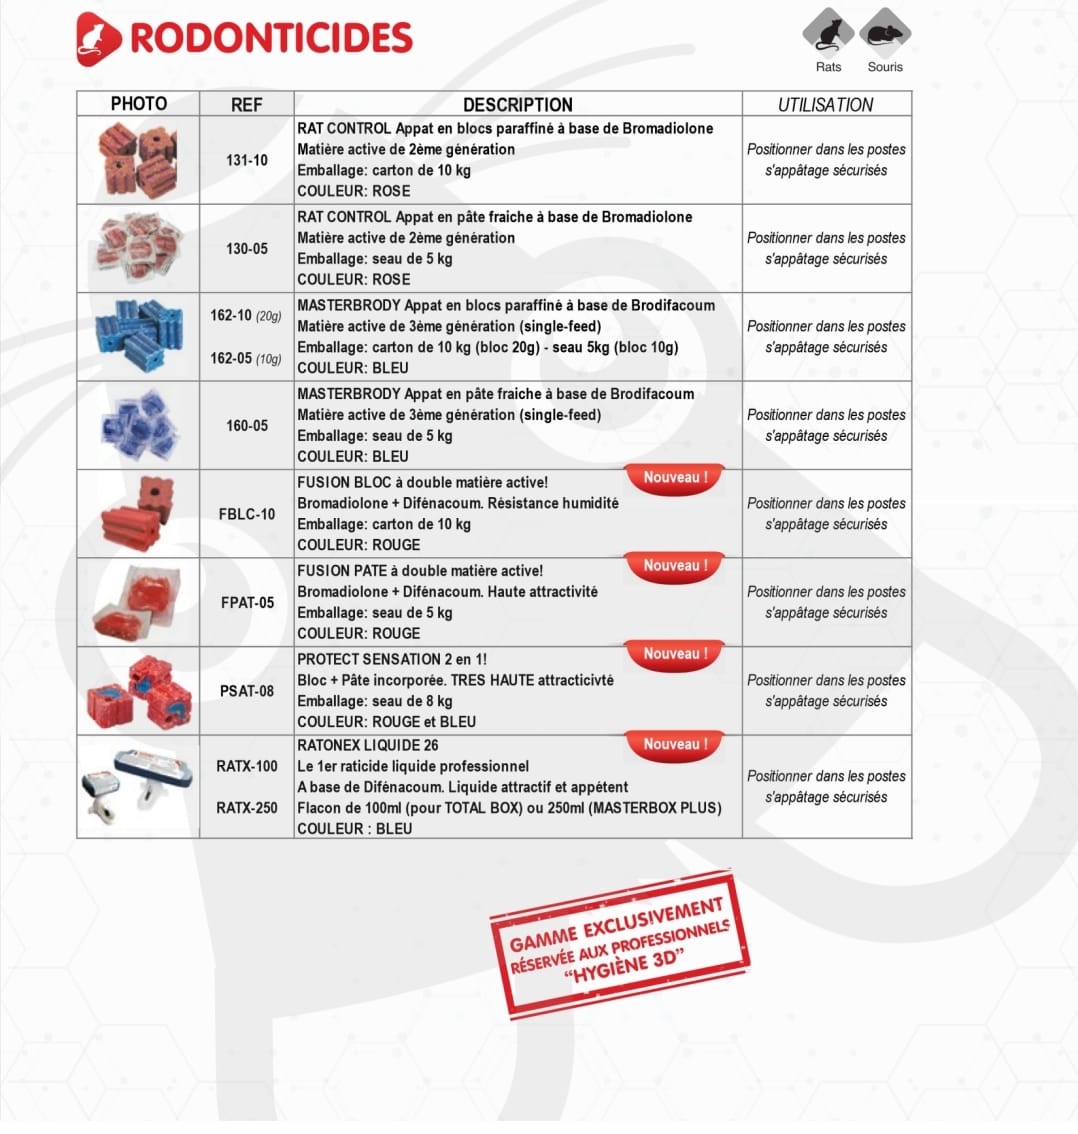 RODONTICIDES
Rats Souris
PHOTO REF DESCRIPTION UTILISATION
131-10
RAT CONTROL Appat en blocs paraffiné à base de Bromadiolone
Matière active de 2ème génération
Emballage: carton de 10 kg
COULEUR: ROSE
Positionner dans les postes
s'appâtage sécurisés
130-05
RAT CONTROL Appat en pâte fraiche à base de Bromadiolone
Matière active de 2ème génération
Emballage: seau de 5 kg
COULEUR: ROSE
Positionner dans les postes
s'appâtage sécurisés
162-10 (20g)
162-05 (10g)
MASTERBRODY Appat en blocs paraffiné à base de Brodifacoum
Matière active de 3ème génération (single-feed)
Emballage: carton de 10 kg (bloc 20g) - seau 5kg (bloc 10g)
COULEUR: BLEU
Positionner dans les postes
s'appâtage sécurisés
160-05
MASTERBRODY Appat en pâte fraiche à base de Brodifacoum
Matière active de 3ème génération (single-feed)
Emballage: seau de 5 kg
COULEUR: BLEU
Positionner dans les postes
s'appâtage sécurisés
FBLC-10
FUSION BLOC à double matière active!
Bromadiolone + Difénacoum. Résistance humidité
Emballage: carton de 10 kg
COULEUR: ROUGE
Nouveau !
Positionner dans les postes
s'appâtage sécurisés
FPAT-05
FUSION PATE à double matière active!
Bromadiolone + Difénacoum. Haute attractivité
Emballage: seau de 5 kg
COULEUR: ROUGE
Nouveau !
Positionner dans les postes
s'appâtage sécurisés
PSAT-08
PROTECT SENSATION 2 en 1!
Bloc + Pâte incorporée. TRES HAUTE attracticivté
Emballage: seau de 8 kg
COULEUR: ROUGE et BLEU
Nouveau !
Positionner dans les postes
s'appâtage sécurisés
RATX-100
RATX-250
RATONEX LIQUIDE 26
Le 1er raticide liquide professionnel
A base de Difénacoum. Liquide attractif et appétent
Flacon de 100ml (pour TOTAL BOX) ou 250ml (MASTERBOX PLUS)
COULEUR : BLEU
Nouveau !
Positionner dans les postes
s'appâtage sécurisés
GAMME EXCLUSIVEMENT
RÉSERVÉE AUX PROFESSIONNELS
“HYGIÈNE 3D”